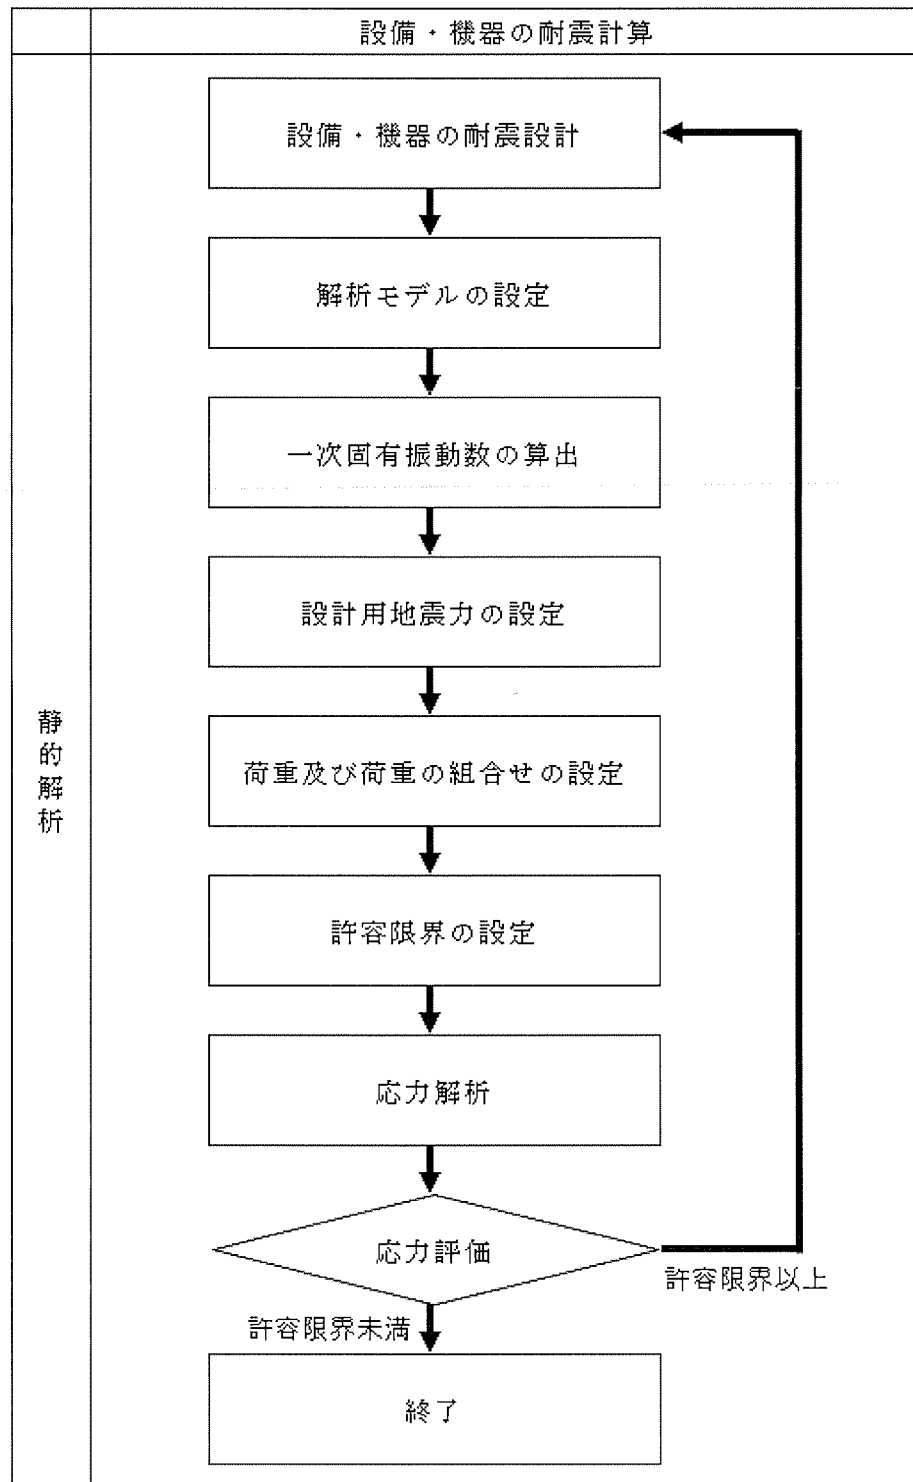 設備・機器の耐震計算
設備・機器の耐震設計
解析モデルの設定
一次固有振動数の算出
設計用地震力の設定
静的解析
荷重及び荷重の組合せの設定
許容限界の設定
応力解析
応力評価
許容限界以上
許容限界未満
終了